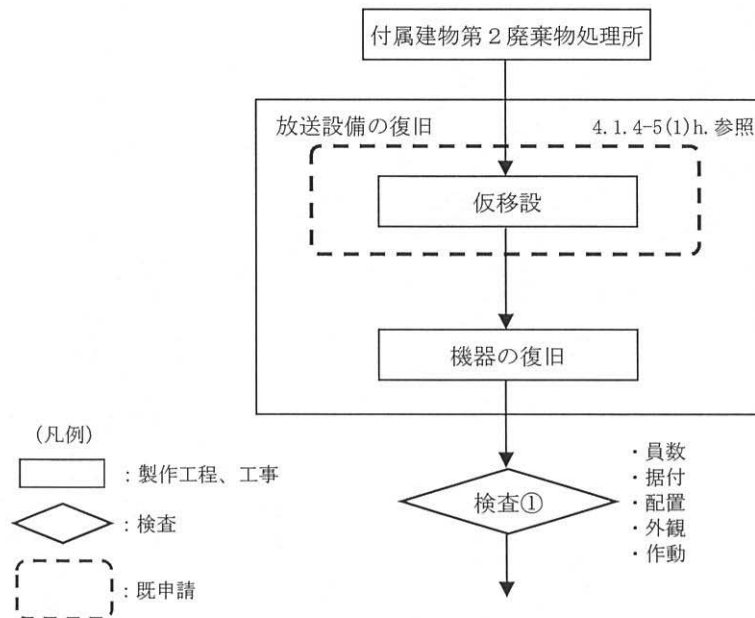 付属建物第２廃棄物処理所
放送設備の復旧
4.1.4-5(1)h.参照
仮移設
機器の復旧
検査①
・員数
・据付
・配置
・外観
・作動
(凡例)
：製作工程、工事
：検査
：既申請